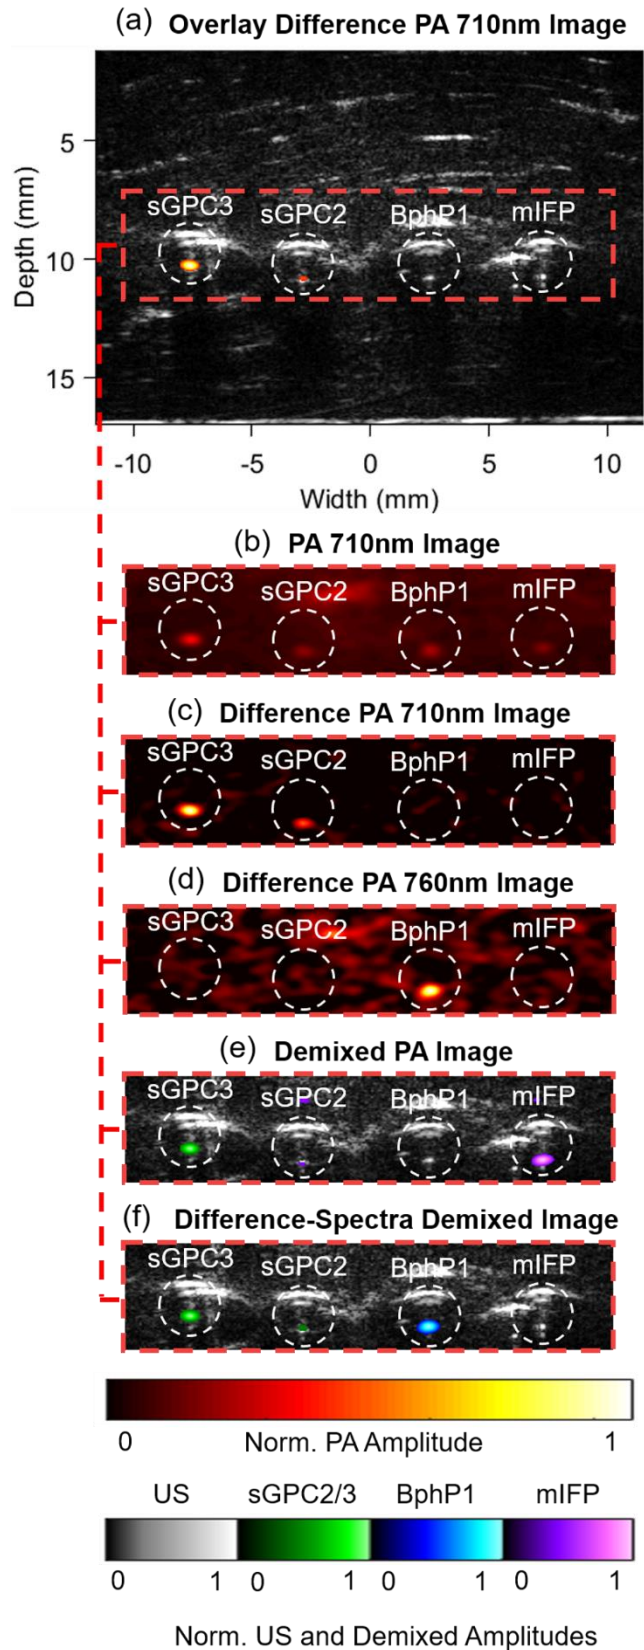 (a) Overlay Difference PA 710nm Image
Depth (mm)
5
10
15
sGPC3 sGPC2 BphP1 mIFP
-10 -5 0 5 10
Width (mm)
(b) PA 710nm Image
sGPC3 sGPC2 BphP1 mIFP
(c) Difference PA 710nm Image
sGPC3 sGPC2 BphP1 mIFP
(d) Difference PA 760nm Image
sGPC3 sGPC2 BphP1 mIFP
(e) Demixed PA Image
sGPC3 sGPC2 BphP1 mIFP
(f) Difference-Spectra Demixed Image
sGPC3 sGPC2 BphP1 mIFP
0 Norm. PA Amplitude 1
US sGPC2/3 BphP1 mIFP
0 1 0 1 0 1 0 1
Norm. US and Demixed Amplitudes